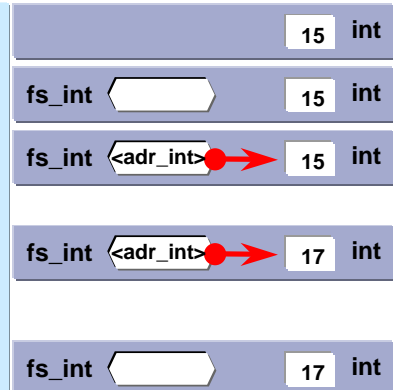 15 int
fs_int 15 int
fs_int <adr_int> 15 int
fs_int <adr_int> 17 int
fs_int 17 int